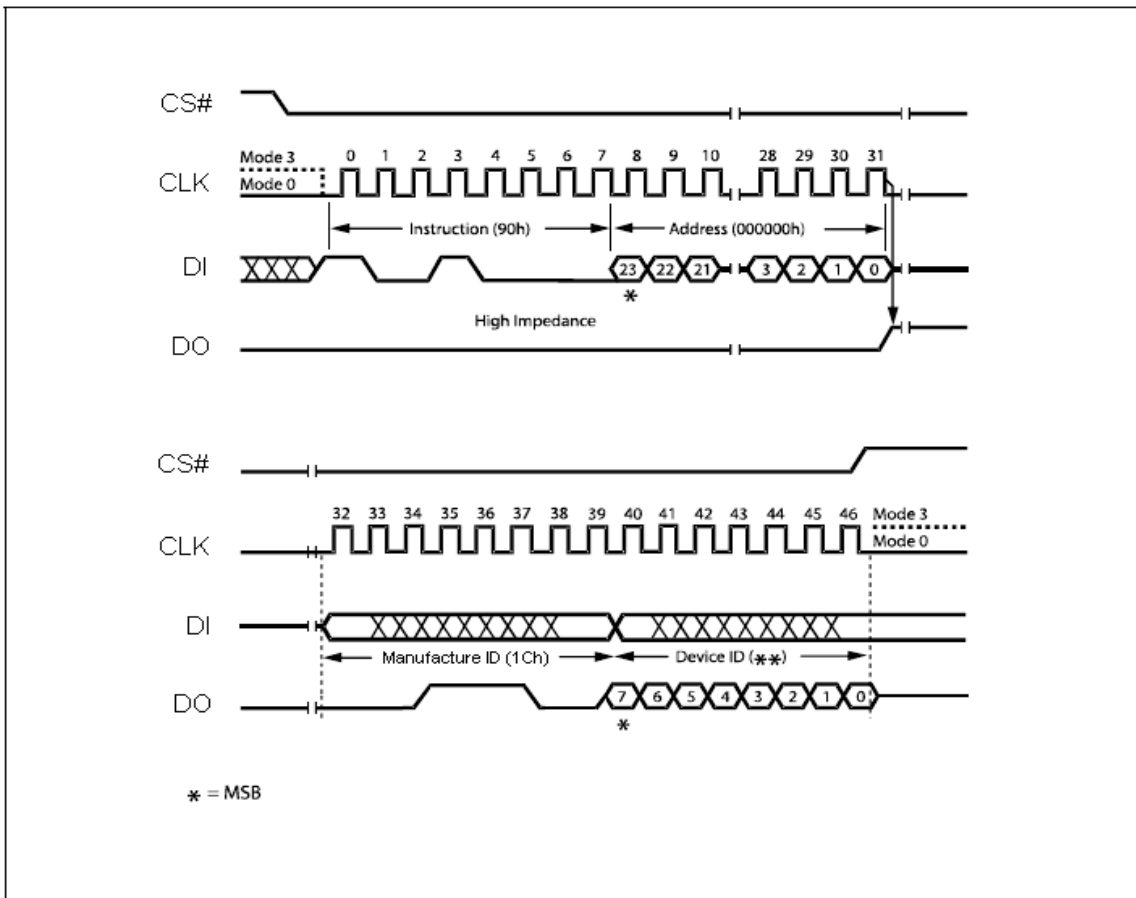 CS#
Mode 3 0 1 2 3 4 5 6 7 8 9 10 28 29 30 31
CLK
Mode 0
Instruction (90h) Address (000000h)
DI 23 22 21 3 2 1 0
*
High Impedance
DO
CS#
32 33 34 35 36 37 38 39 40 41 42 43 44 45 46 Mode 3
CLK Mode 0
DI
Manufacture ID (1Ch) Device ID (**)
DO 7 6 5 4 3 2 1 0
*
* = MSB